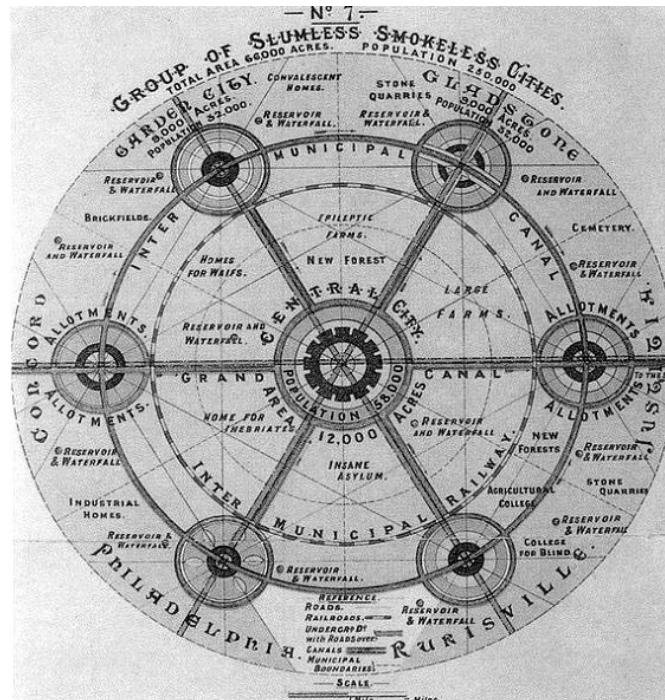 — Nº 7. —
GROUP OF SLUMLESS SMOKELESS CITIES.
TOTAL AREA 66,000 ACRES. POPULATION 250,000
GARDEN CITY.
9,000 ACRES.
POPULATION 32,000.
CONVALESCENT
HOMES.
STONE
QUARRIES
GLADSTONE
9,000 ACRES
POPULATION 32,000
RESERVOIR
& WATERFALL
RESERVOIR &
WATERFALL.
INTER MUNICIPAL CANAL
RESERVOIR
& WATERFALL
RESERVOIR
AND WATERFALL
BRICKFIELDS.
EPILEPTIC
FARMS.
CEMETERY.
RESERVOIR
AND WATERFALL
HOMES
FOR WAIFS.
NEW FOREST
LARGE
FARMS.
RESERVOIR
& WATERFALL
CONCORD
ALLOTMENTS.
RESERVOIR AND
WATERFALL.
CENTRAL CITY.
ALLOTMENTS
JUSTITIA
GRAND CANAL
TO THE
ALLOTMENTS.
AREA 12,000 ACRES
POPULATION 58,000
ALLOTMENTS
HOME FOR
INEBRIATES.
RESERVOIR
& WATERFALL
NEW
FORESTS
RESERVOIR
& WATERFALL
RESERVOIR
& WATERFALL
INSANE
ASYLUM.
INTER MUNICIPAL RAILWAY.
AGRICULTURAL
COLLEGE
STONE
QUARRIES
INDUSTRIAL
HOMES.
RESERVOIR &
WATERFALL
RESERVOIR
& WATERFALL
COLLEGE
FOR BLIND.
RESERVOIR
& WATERFALL.
PHILADELPHIA.
RURISVILLE.
REFERENCE
ROADS.
RAILROADS.
UNDERGRD Dº
WITH ROADS OVER
CANALS
MUNICIPAL
BOUNDARIES
RESERVOIR
& WATERFALL
SCALE.